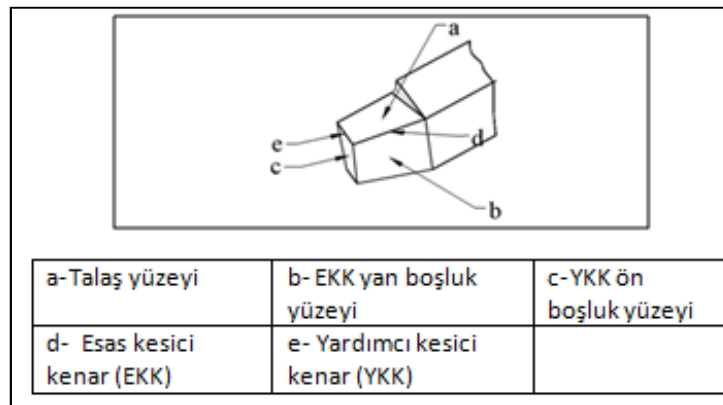 a
e
d
c
b
a-Talaş yüzeyi
b- EKK yan boşluk
yüzeyi
c-YKK ön
boşluk yüzeyi
d-  Esas kesici
kenar (EKK)
e- Yardımcı kesici
kenar (YKK)